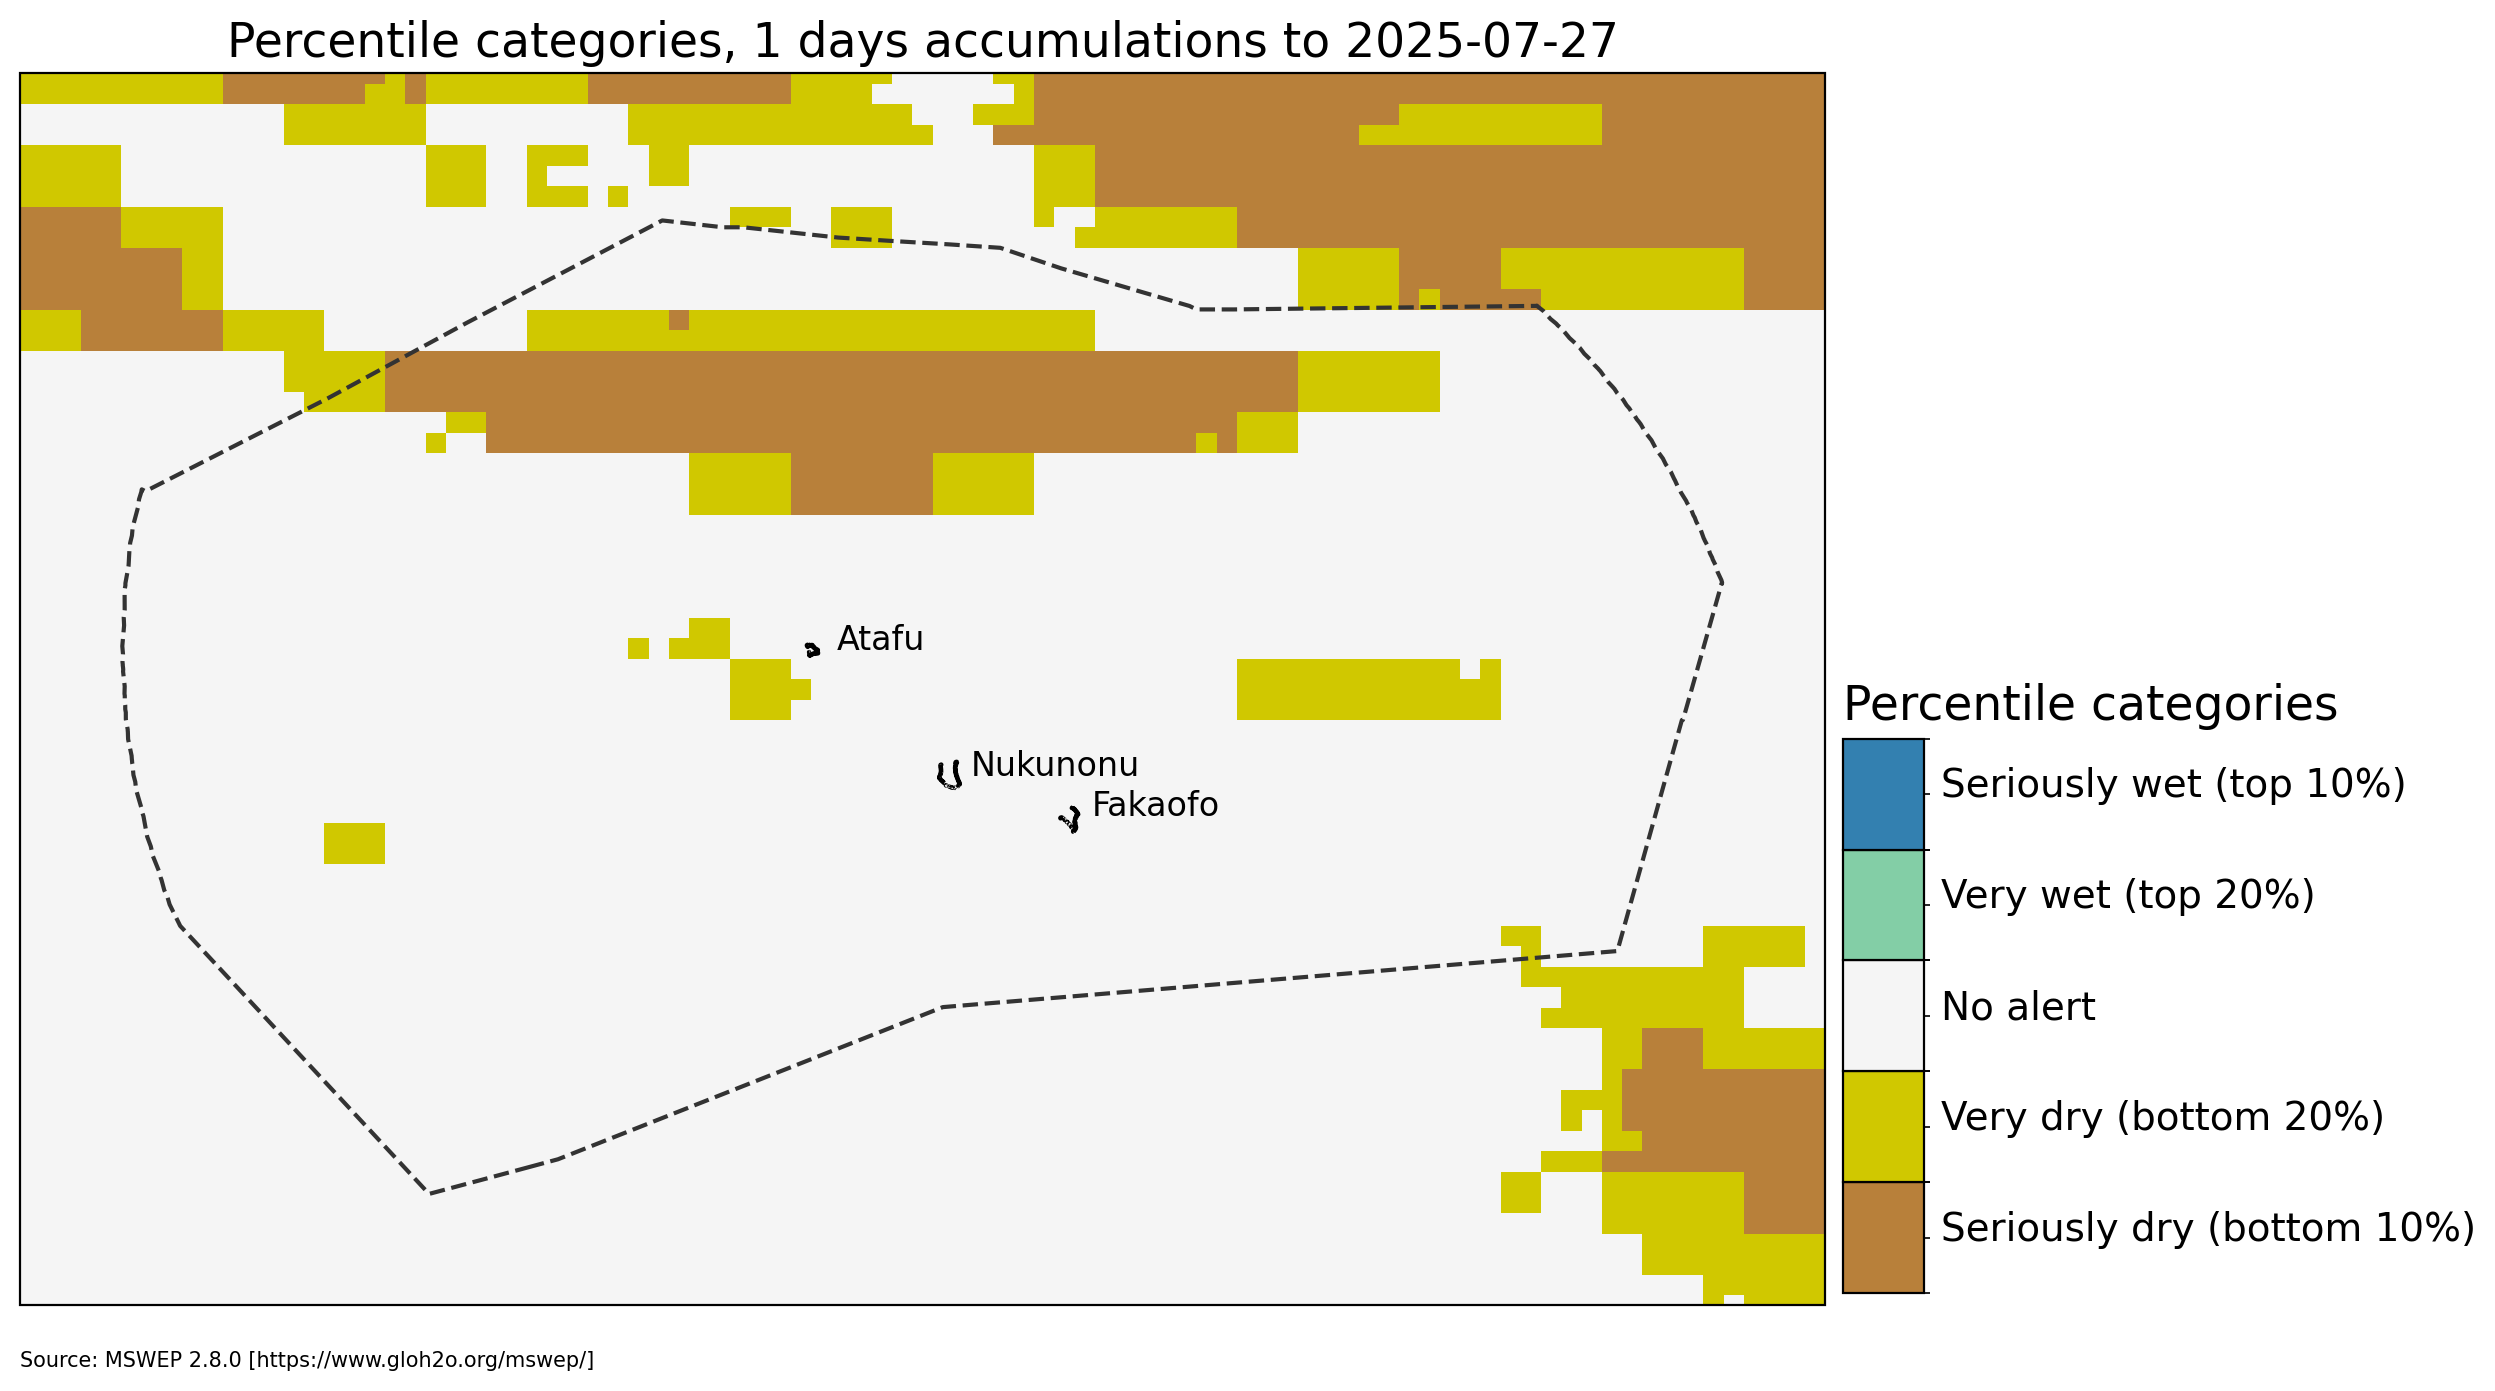 Percentile categories, 1 days accumulations to 2025-07-27
Atafu
Nukunonu
Fakaofo
Percentile categories
Seriously wet (top 10%)
Very wet (top 20%)
No alert
Very dry (bottom 20%)
Seriously dry (bottom 10%)
Source: MSWEP 2.8.0 [https://www.gloh2o.org/mswep/]